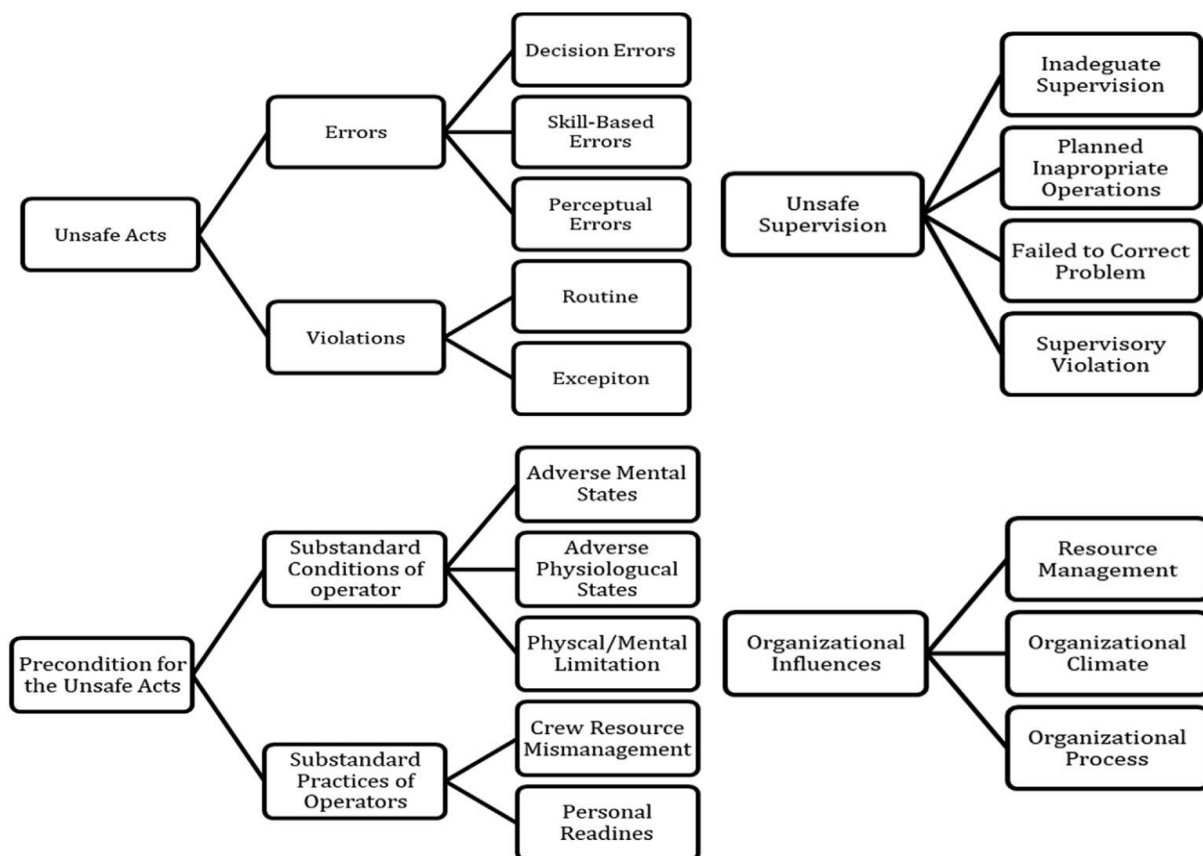 Unsafe Acts
Errors
Decision Errors
Skill-Based
Errors
Perceptual
Errors
Violations
Routine
Excepiton
Unsafe
Supervision
Inadeguate
Supervision
Planned
Inapropriate
Operations
Failed to Correct
Problem
Supervisory
Violation
Precondition for
the Unsafe Acts
Substandard
Conditions of
operator
Adverse Mental
States
Adverse
Physiologucal
States
Physcal/Mental
Limitation
Substandard
Practices of
Operators
Crew Resource
Mismanagement
Personal
Readines
Organizational
Influences
Resource
Management
Organizational
Climate
Organizational
Process